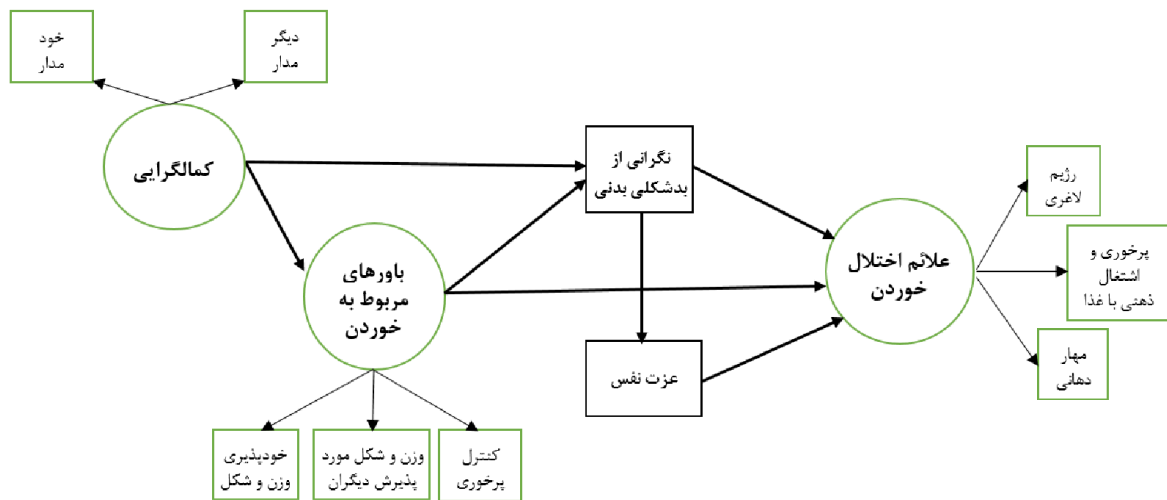 دیگر
مدار
خود
مدار
کمالگرایی
نگرانی از
بدشکلی بدنی
رژیم
لاغری
باورهای
مربوط به
خوردن
علائم اختلال
خوردن
پرخوری و
اشتغال
ذهنی با غذا
عزت نفس
مهار
دهانی
کنترل
پرخوری
وزن و شکل مورد
پذیرش دیگران
خودپذیری
وزن و شکل